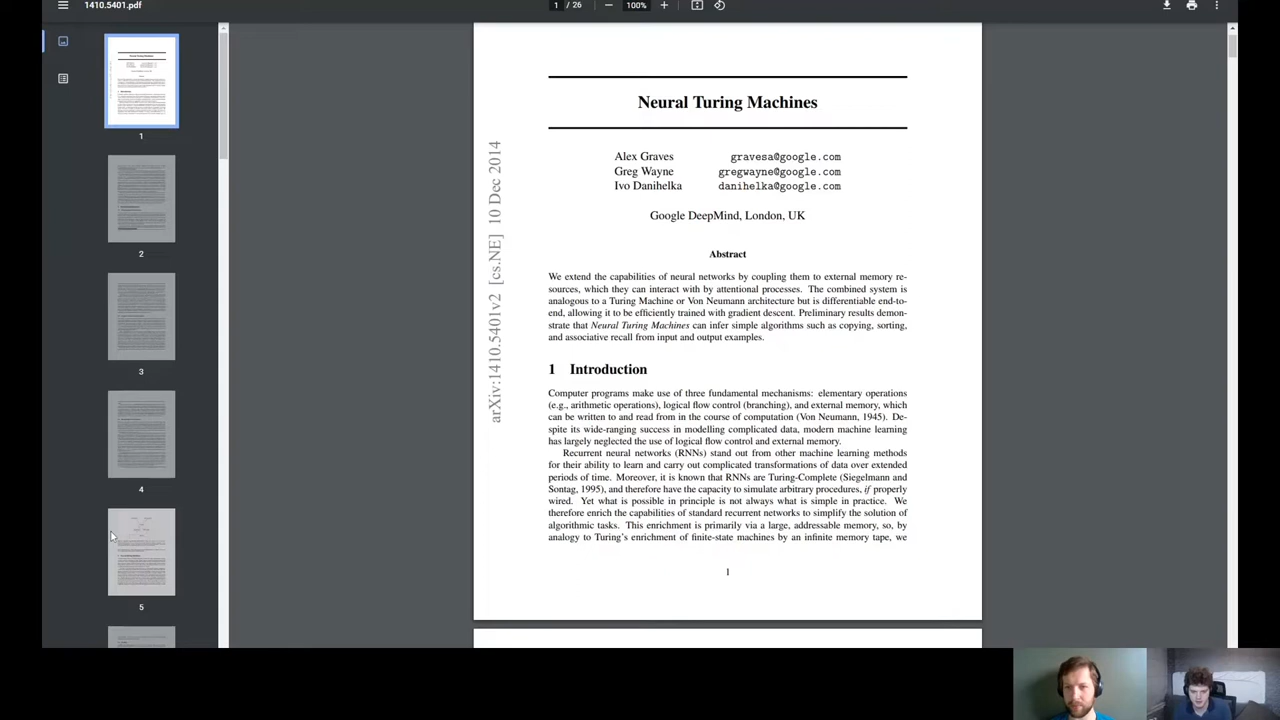 1410.5401.pdf
1 / 26
100%
1
2
3
4
5
arXiv:1410.5401v2 [cs.NE] 10 Dec 2014
Neural Turing Machines
Alex Graves gravesa@google.com
Greg Wayne gregwayne@google.com
Ivo Danihelka danihelka@google.com
Google DeepMind, London, UK
Abstract
We extend the capabilities of neural networks by coupling them to external memory re-
sources, which they can interact with by attentional processes. The combined system is
analogous to a Turing Machine or Von Neumann architecture but is differentiable end-to-
end, allowing it to be efficiently trained with gradient descent. Preliminary results demon-
strate that Neural Turing Machines can infer simple algorithms such as copying, sorting,
and associative recall from input and output examples.
1 Introduction
Computer programs make use of three fundamental mechanisms: elementary operations
(e.g., arithmetic operations), logical flow control (branching), and external memory, which
can be written to and read from in the course of computation (Von Neumann, 1945). De-
spite its wide-ranging success in modelling complicated data, modern machine learning
has largely neglected the use of logical flow control and external memory.
Recurrent neural networks (RNNs) stand out from other machine learning methods
for their ability to learn and carry out complicated transformations of data over extended
periods of time. Moreover, it is known that RNNs are Turing-Complete (Siegelmann and
Sontag, 1995), and therefore have the capacity to simulate arbitrary procedures, if properly
wired. Yet what is possible in principle is not always what is simple in practice. We
therefore enrich the capabilities of standard recurrent networks to simplify the solution of
algorithmic tasks. This enrichment is primarily via a large, addressable memory, so, by
analogy to Turing's enrichment of finite-state machines by an infinite memory tape, we
1